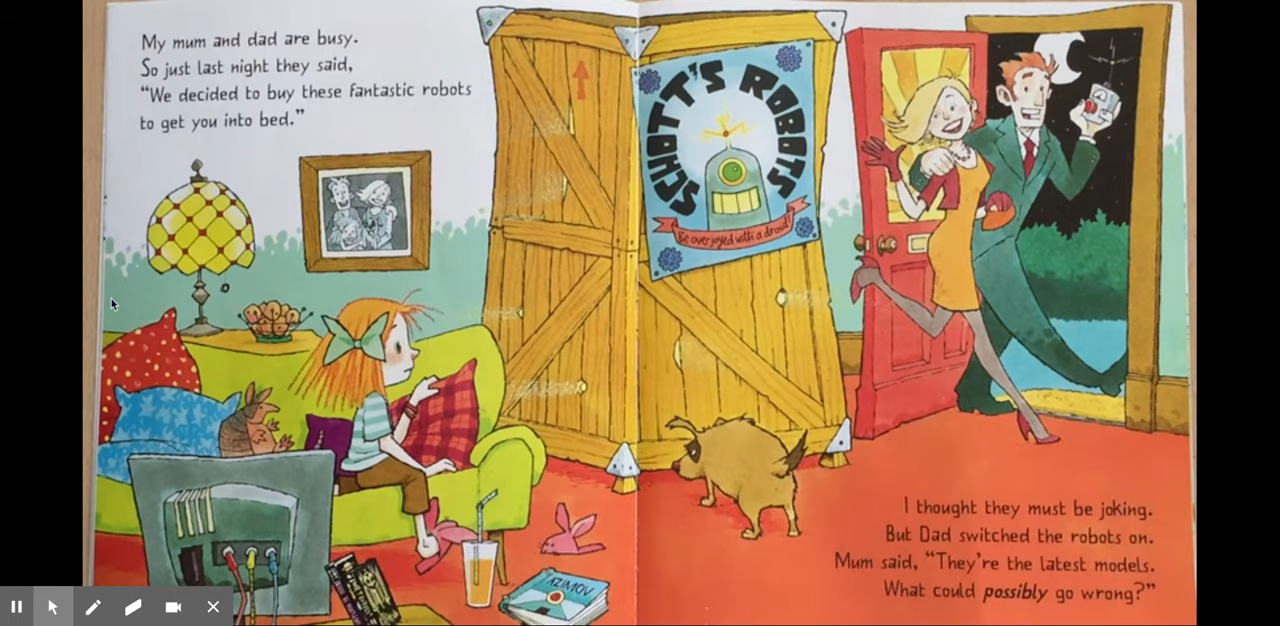 My mum and dad are busy.
So just last night they said,
“We decided to buy these fantastic robots
to get you into bed.”
SCHOTT'S ROBOTS
Be overjoyed with a droid!
AZIMOV
I thought they must be joking.
But Dad switched the robots on.
Mum said, “They're the latest models.
What could possibly go wrong?”